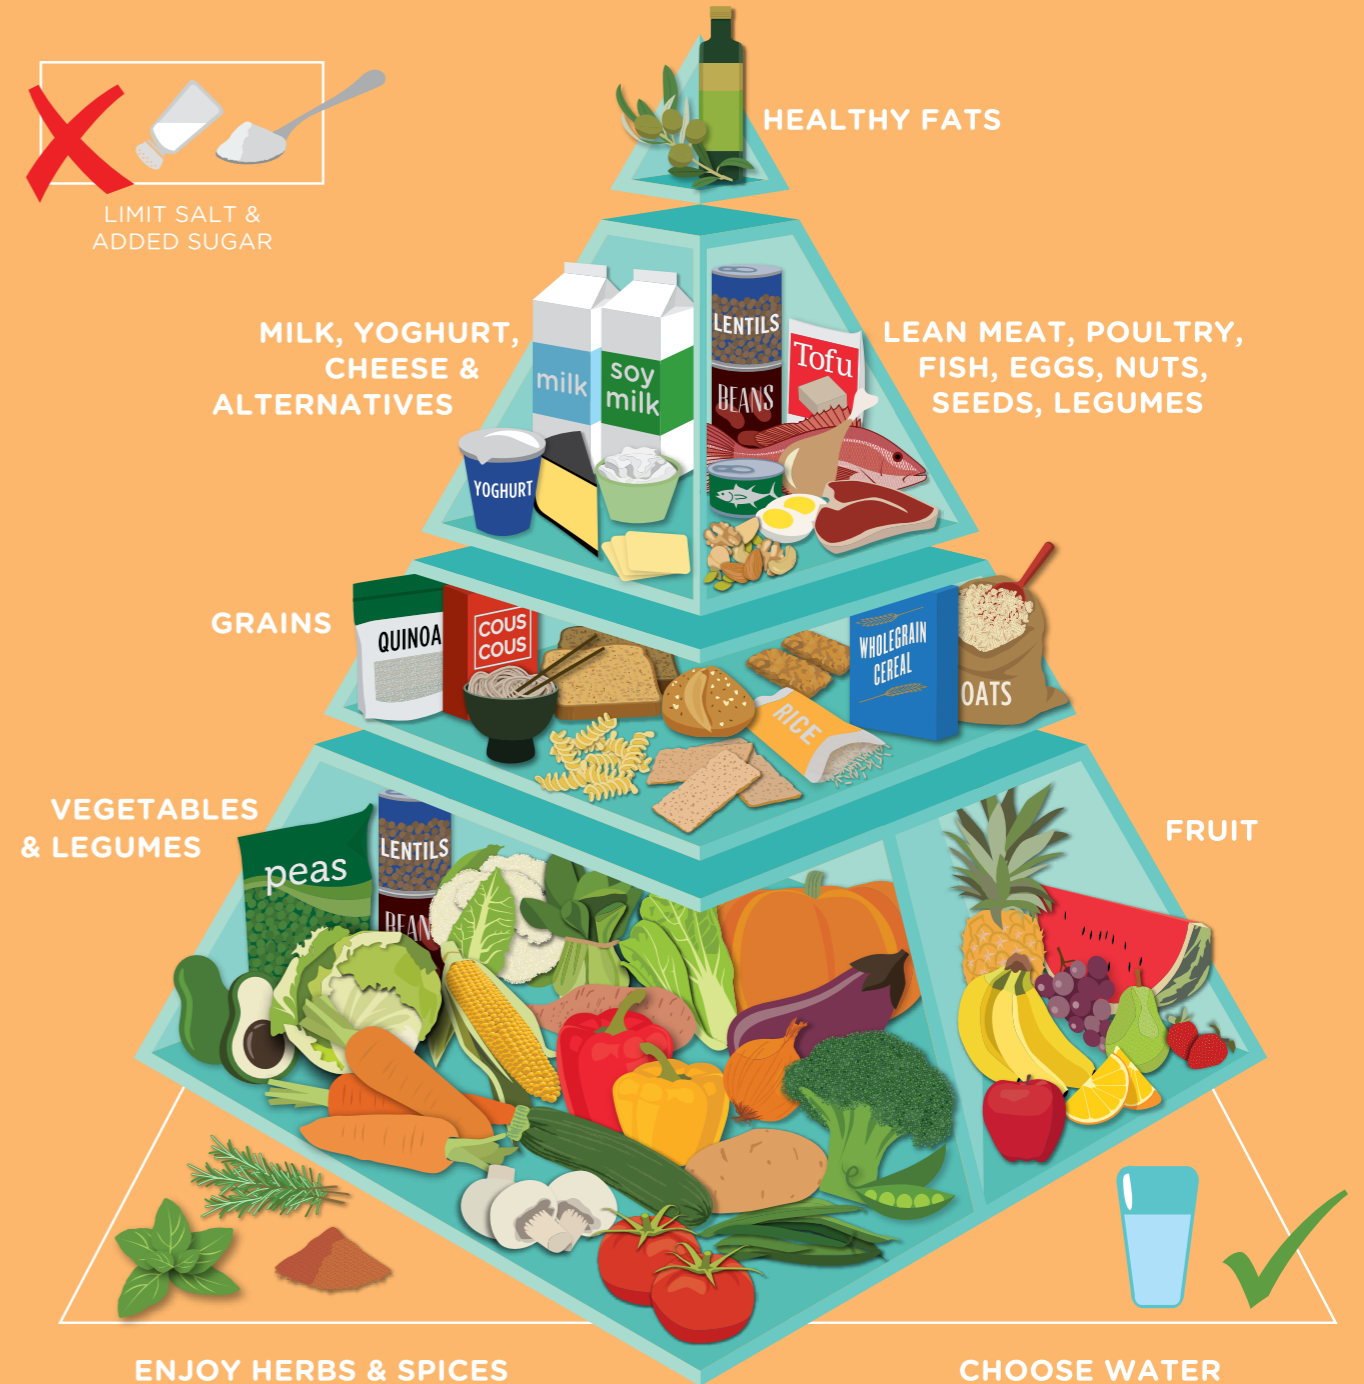 HEALTHY FATS
LIMIT SALT &
ADDED SUGAR
MILK, YOGHURT,
CHEESE &
ALTERNATIVES
milk
soy
milk
YOGHURT
LENTILS
BEANS
Tofu
LEAN MEAT, POULTRY,
FISH, EGGS, NUTS,
SEEDS, LEGUMES
GRAINS
QUINOA
COUS
COUS
RICE
WHOLEGRAIN
CEREAL
OATS
VEGETABLES
& LEGUMES
peas
LENTILS
BEAN
FRUIT
ENJOY HERBS & SPICES
CHOOSE WATER